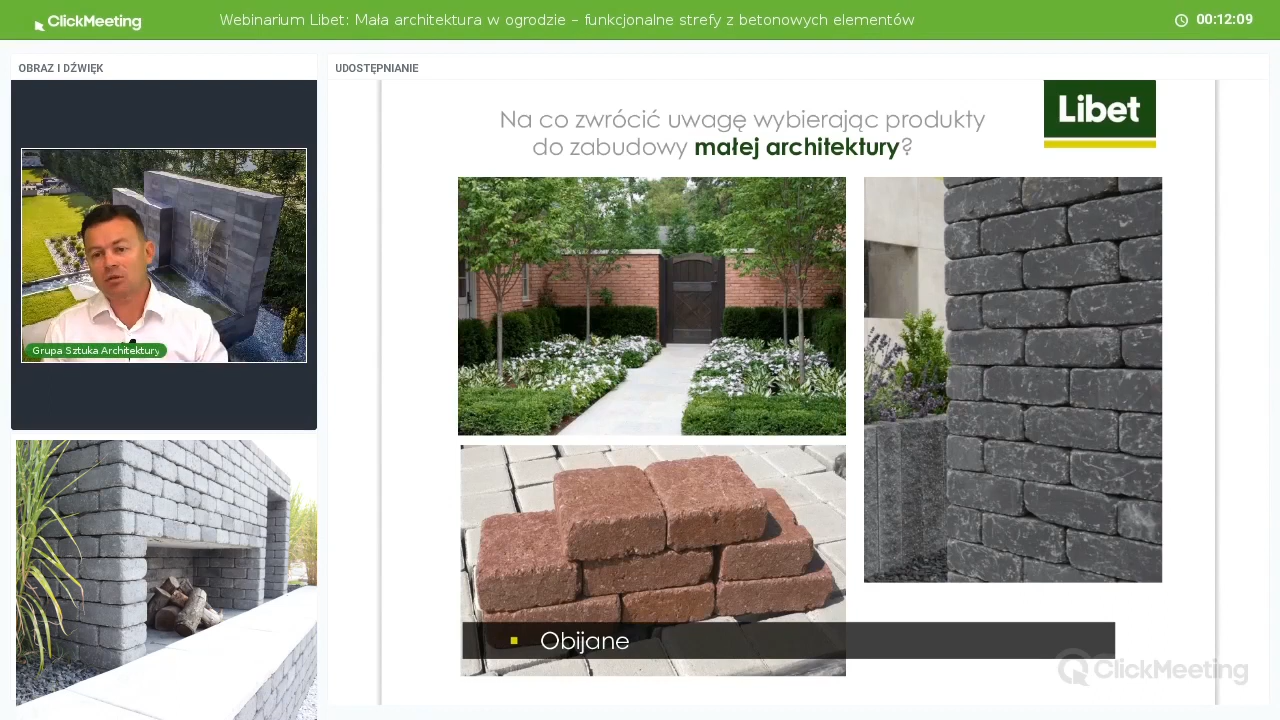 ClickMeeting
Webinarium Libet: Mała architektura w ogrodzie – funkcjonalne strefy z betonowych elementów
00:12:09
OBRAZ I DŹWIĘK
UDOSTĘPNIANIE
Na co zwrócić uwagę wybierając produkty
do zabudowy małej architektury?
Libet
Grupa Sztuka Architektury
Obijane
ClickMeeting